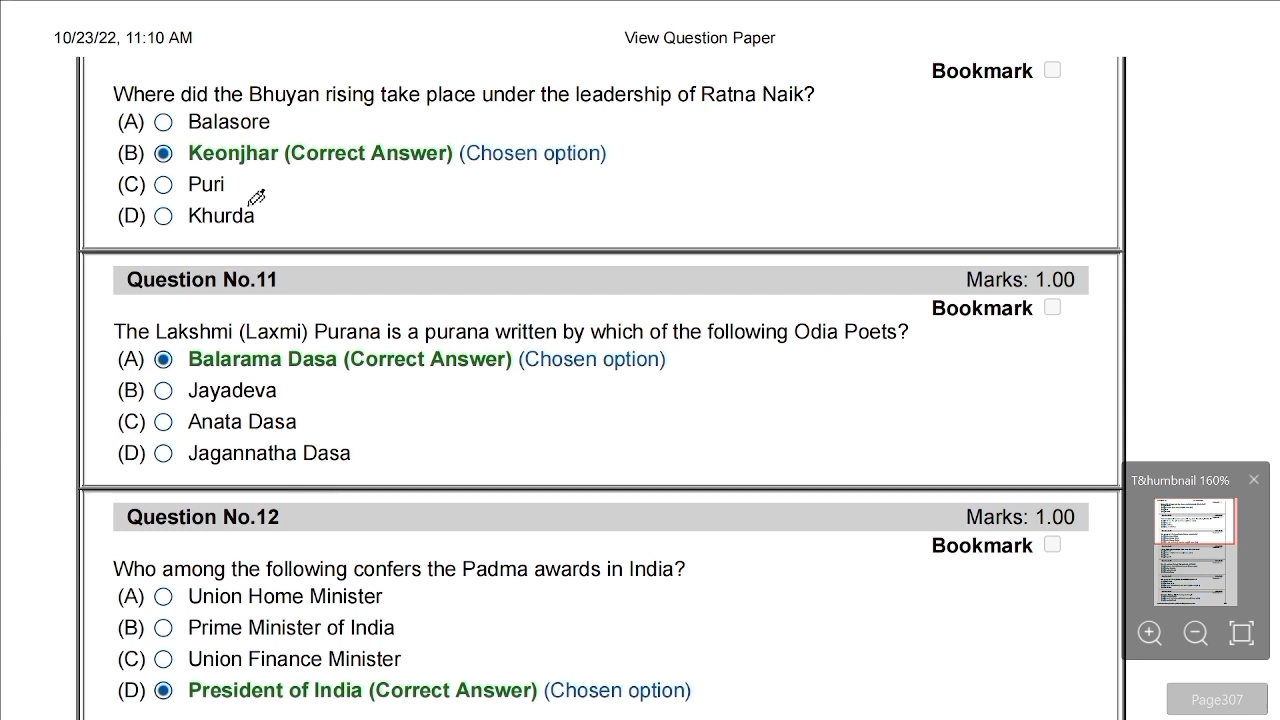 10/23/22, 11:10 AM View Question Paper
Bookmark
Where did the Bhuyan rising take place under the leadership of Ratna Naik?
(A) Balasore
(B) Keonjhar (Correct Answer) (Chosen option)
(C) Puri
(D) Khurda
Question No.11 Marks: 1.00
Bookmark
The Lakshmi (Laxmi) Purana is a purana written by which of the following Odia Poets?
(A) Balarama Dasa (Correct Answer) (Chosen option)
(B) Jayadeva
(C) Anata Dasa
(D) Jagannatha Dasa
Question No.12 Marks: 1.00
Bookmark
Who among the following confers the Padma awards in India?
(A) Union Home Minister
(B) Prime Minister of India
(C) Union Finance Minister
(D) President of India (Correct Answer) (Chosen option)
T&humbnail 160%
Page307